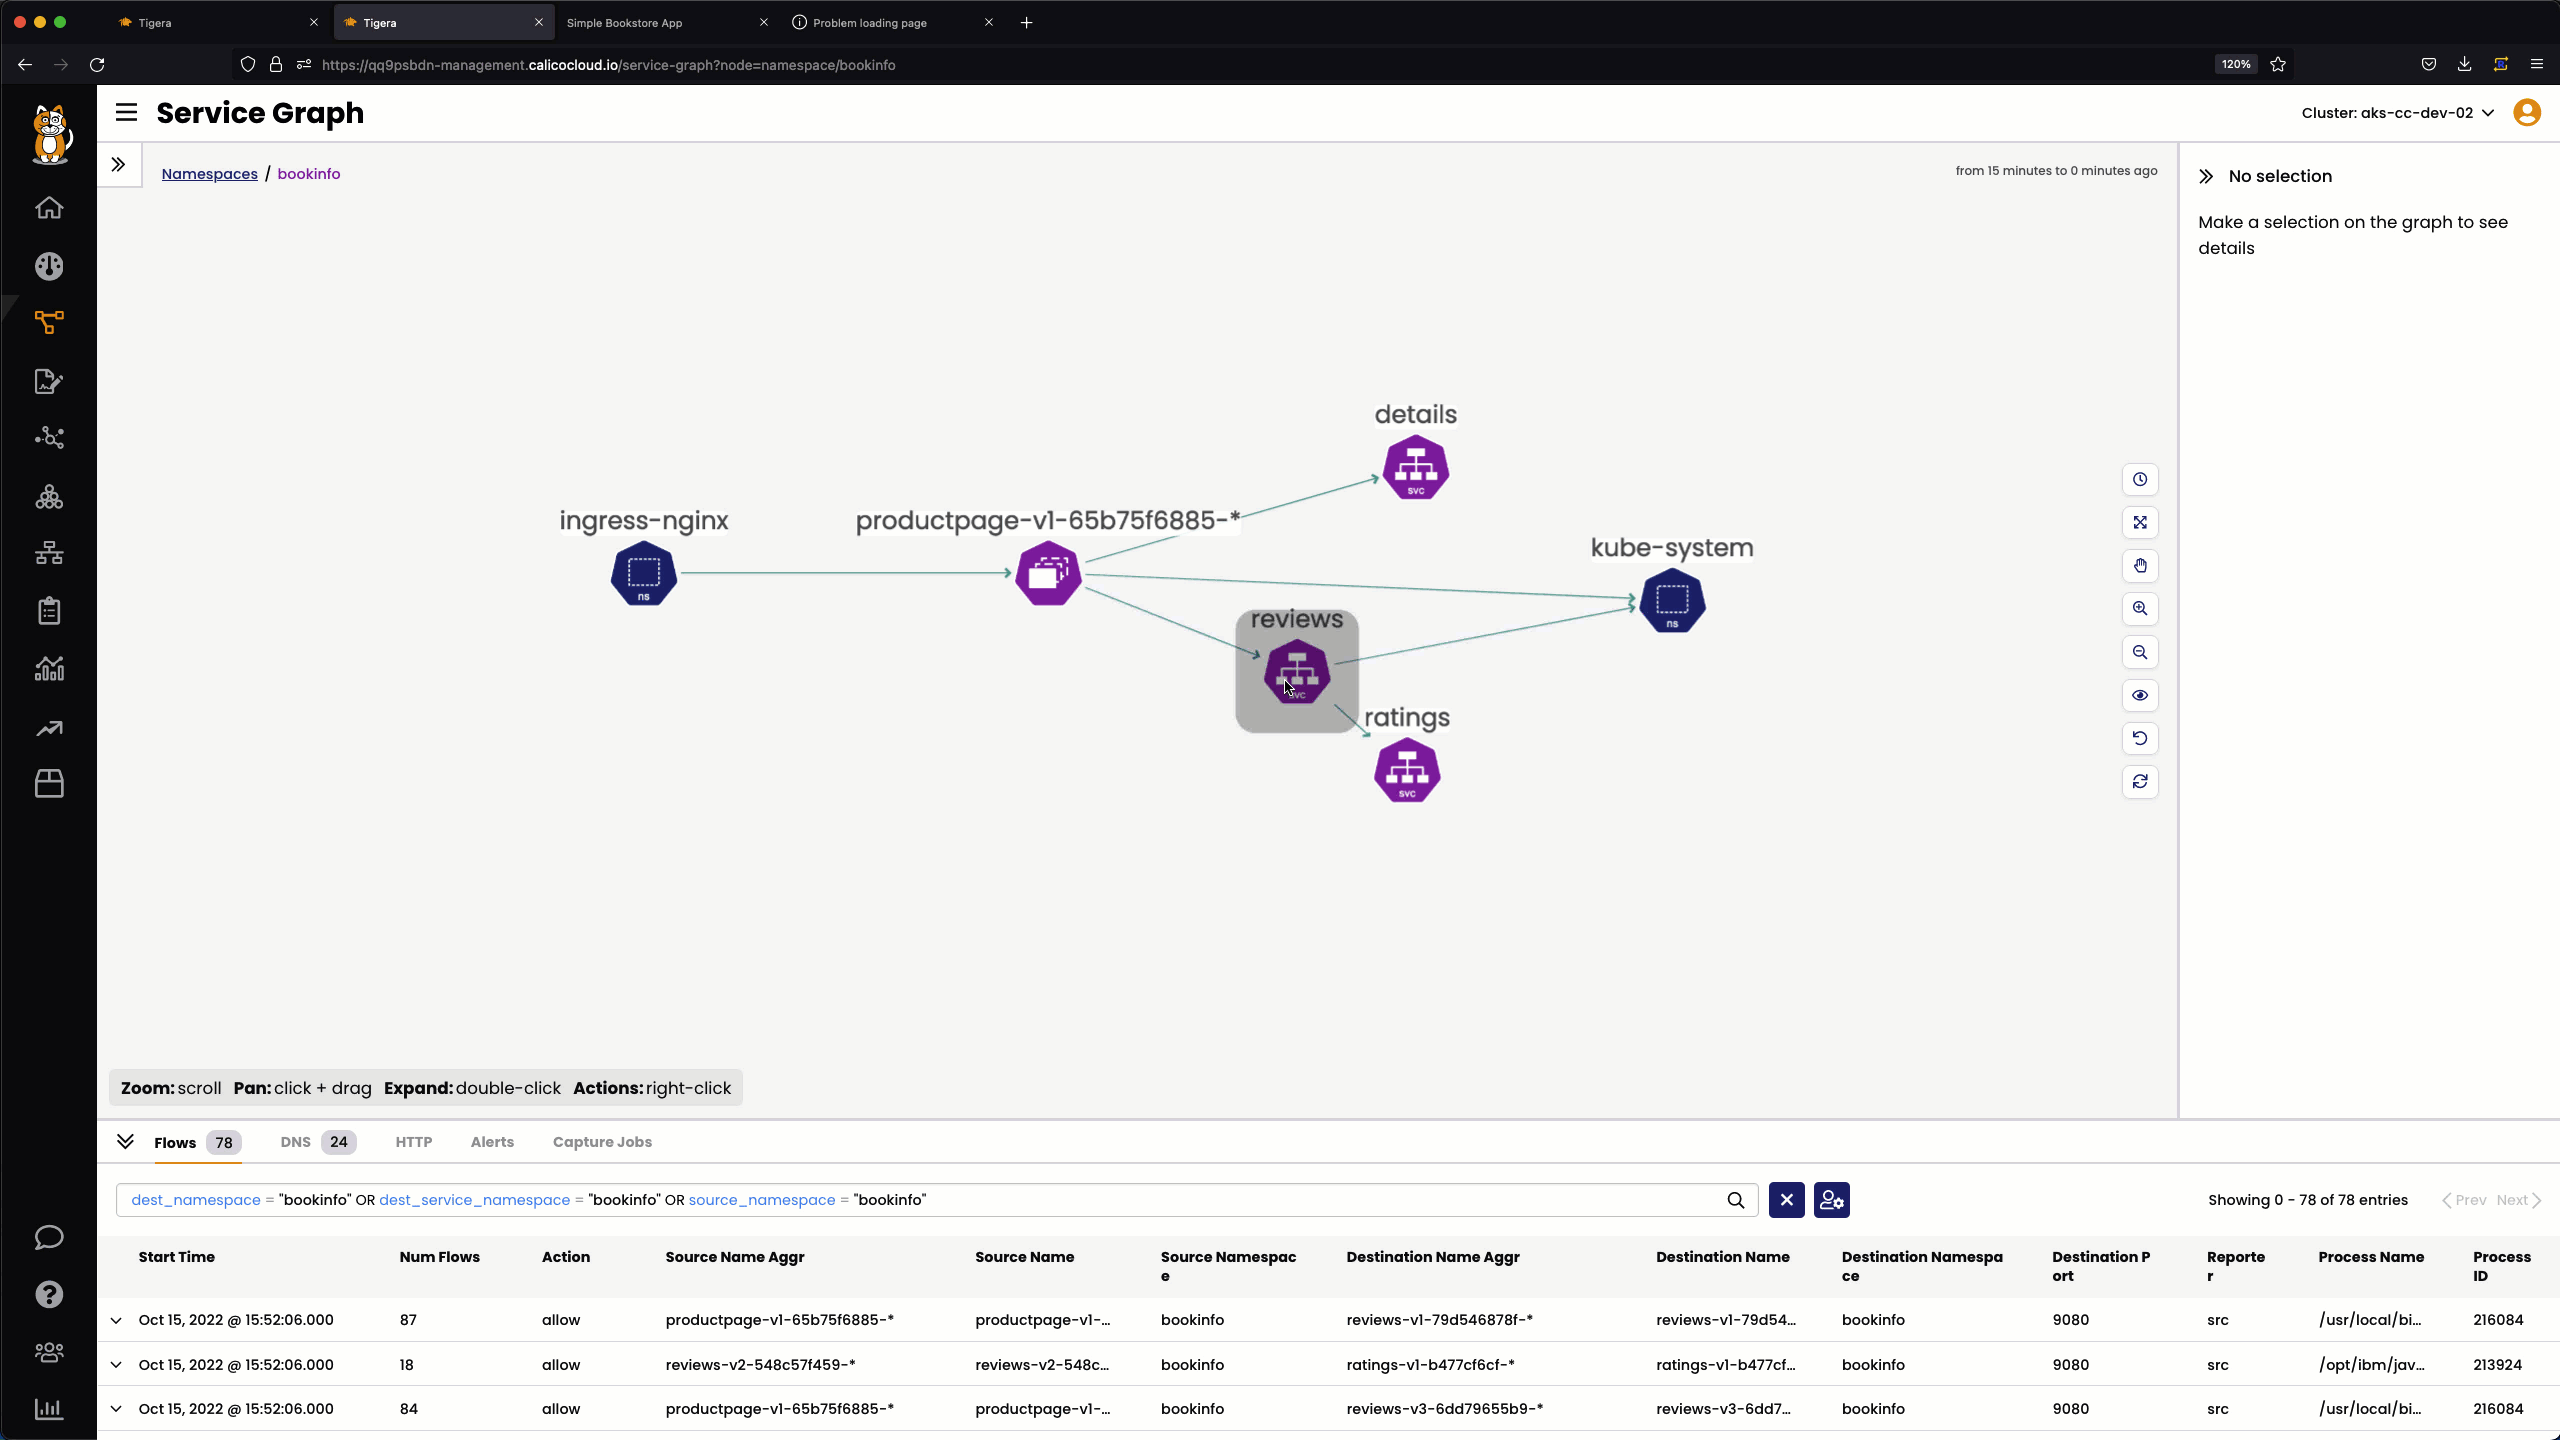 Tigera
Tigera
Simple Bookstore App
Problem loading page
https://qq9psbdn-management.calicocloud.io/service-graph?node=namespace/bookinfo
120%
Service Graph
Cluster: aks-cc-dev-02
Namespaces / bookinfo
from 15 minutes to 0 minutes ago
No selection
Make a selection on the graph to see
details
details
svc
ingress-nginx
ns
productpage-v1-65b75f6885-*
kube-system
ns
reviews
svc
ratings
svc
Zoom: scroll Pan: click + drag Expand: double-click Actions: right-click
Flows 78 DNS 24 HTTP Alerts Capture Jobs
dest_namespace = "bookinfo" OR dest_service_namespace = "bookinfo" OR source_namespace = "bookinfo"
Showing 0 - 78 of 78 entries Prev Next
Start Time Num Flows Action Source Name Aggr Source Name Source Namespac
e Destination Name Aggr Destination Name Destination Namespa
ce Destination P
ort Reporte
r Process Name Process
ID
Oct 15, 2022 @ 15:52:06.000 87 allow productpage-v1-65b75f6885-* productpage-v1-... bookinfo reviews-v1-79d546878f-* reviews-v1-79d54... bookinfo 9080 src /usr/local/bi... 216084
Oct 15, 2022 @ 15:52:06.000 18 allow reviews-v2-548c57f459-* reviews-v2-548c... bookinfo ratings-v1-b477cf6cf-* ratings-v1-b477cf... bookinfo 9080 src /opt/ibm/jav... 213924
Oct 15, 2022 @ 15:52:06.000 84 allow productpage-v1-65b75f6885-* productpage-v1-... bookinfo reviews-v3-6dd79655b9-* reviews-v3-6dd7... bookinfo 9080 src /usr/local/bi... 216084